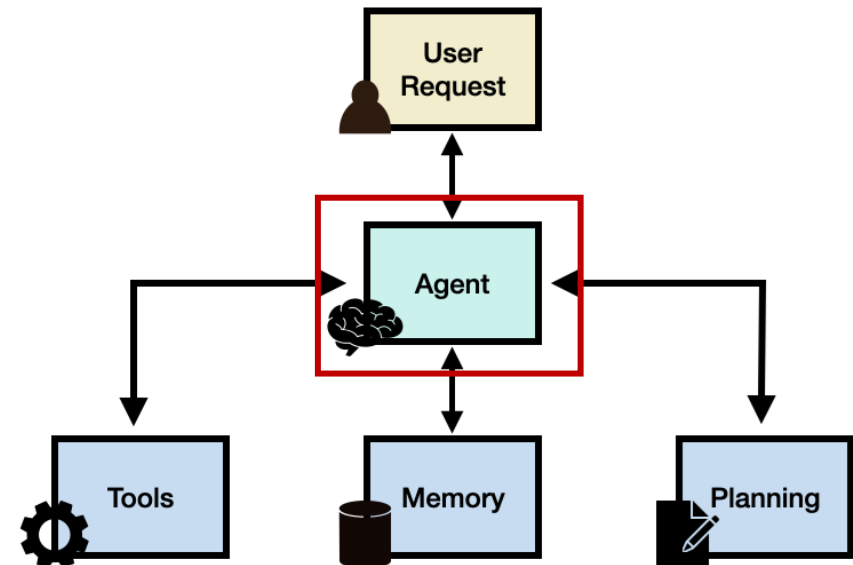 User
Request
Agent
Tools
Memory
Planning